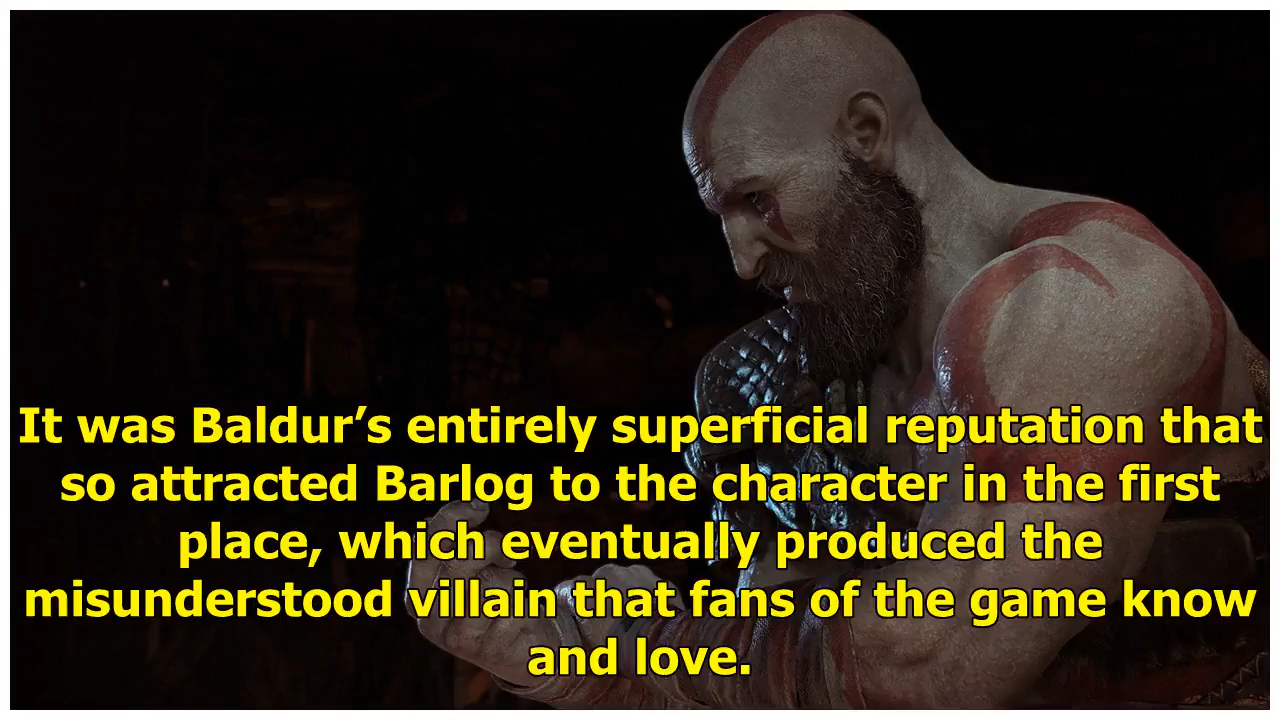 It was Baldur’s entirely superficial reputation that
so attracted Barlog to the character in the first
place, which eventually produced the
misunderstood villain that fans of the game know
and love.